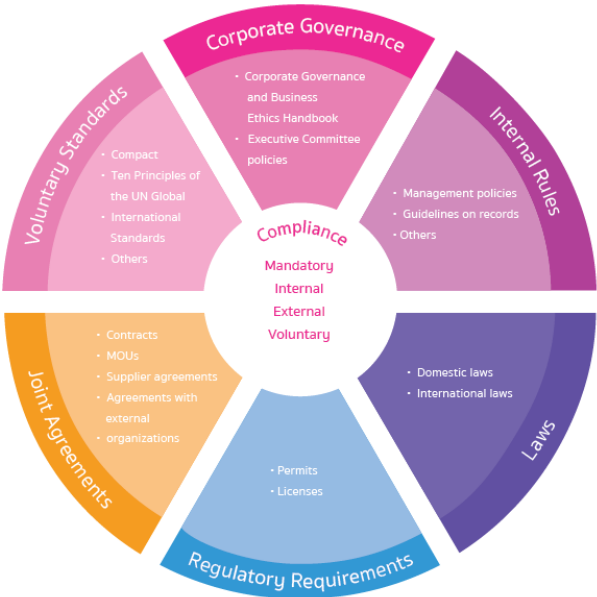 Corporate Governance
· Corporate Governance
and Business
Ethics Handbook
· Executive Committee
policies
Internal Rules
· Management policies
· Guidelines on records
· Others
Laws
· Domestic laws
· International laws
Regulatory Requirements
· Permits
· Licenses
Joint Agreements
· Contracts
· MOUs
· Supplier agreements
· Agreements with
· external
· organizations
Voluntary Standards
· Compact
· Ten Principles of
the UN Global
· International
Standards
· Others
Compliance
Mandatory
Internal
External
Voluntary